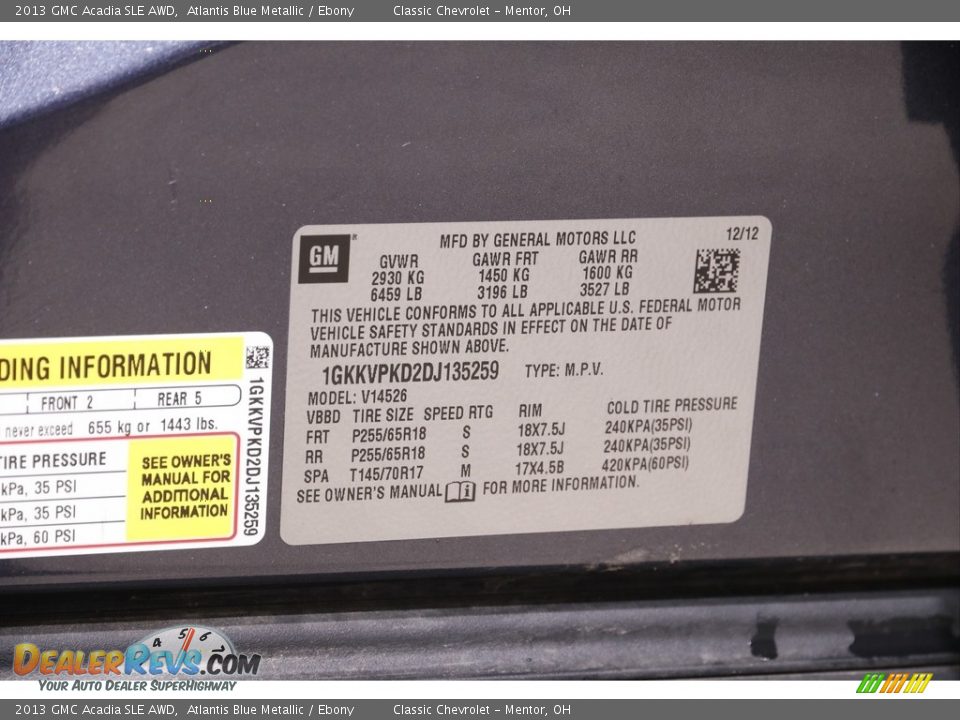 2013 GMC Acadia SLE AWD, Atlantis Blue Metallic / Ebony Classic Chevrolet - Mentor, OH
GM
MFD BY GENERAL MOTORS LLC 12/12
GVWR GAWR FRT GAWR RR
2930 KG 1450 KG 1600 KG
6459 LB 3196 LB 3527 LB
THIS VEHICLE CONFORMS TO ALL APPLICABLE U.S. FEDERAL MOTOR
VEHICLE SAFETY STANDARDS IN EFFECT ON THE DATE OF
MANUFACTURE SHOWN ABOVE.
1GKKVPKD2DJ135259 TYPE: M.P.V.
MODEL: V14526
VBBD TIRE SIZE SPEED RTG RIM COLD TIRE PRESSURE
FRT P255/65R18 S 18X7.5J 240KPA(35PSI)
RR P255/65R18 S 18X7.5J 240KPA(35PSI)
SPA T145/70R17 M 17X4.5B 420KPA(60PSI)
SEE OWNER'S MANUAL i FOR MORE INFORMATION.
DING INFORMATION
FRONT 2 REAR 5
never exceed 655 kg or 1443 lbs.
TIRE PRESSURE
kPa, 35 PSI
kPa, 35 PSI
kPa, 60 PSI
SEE OWNER'S
MANUAL FOR
ADDITIONAL
INFORMATION
1GKKVPKD2DJ135259
4 5 6
DEALERREVS.COM
YOUR AUTO DEALER SUPERHIGHWAY
2013 GMC Acadia SLE AWD, Atlantis Blue Metallic / Ebony Classic Chevrolet - Mentor, OH